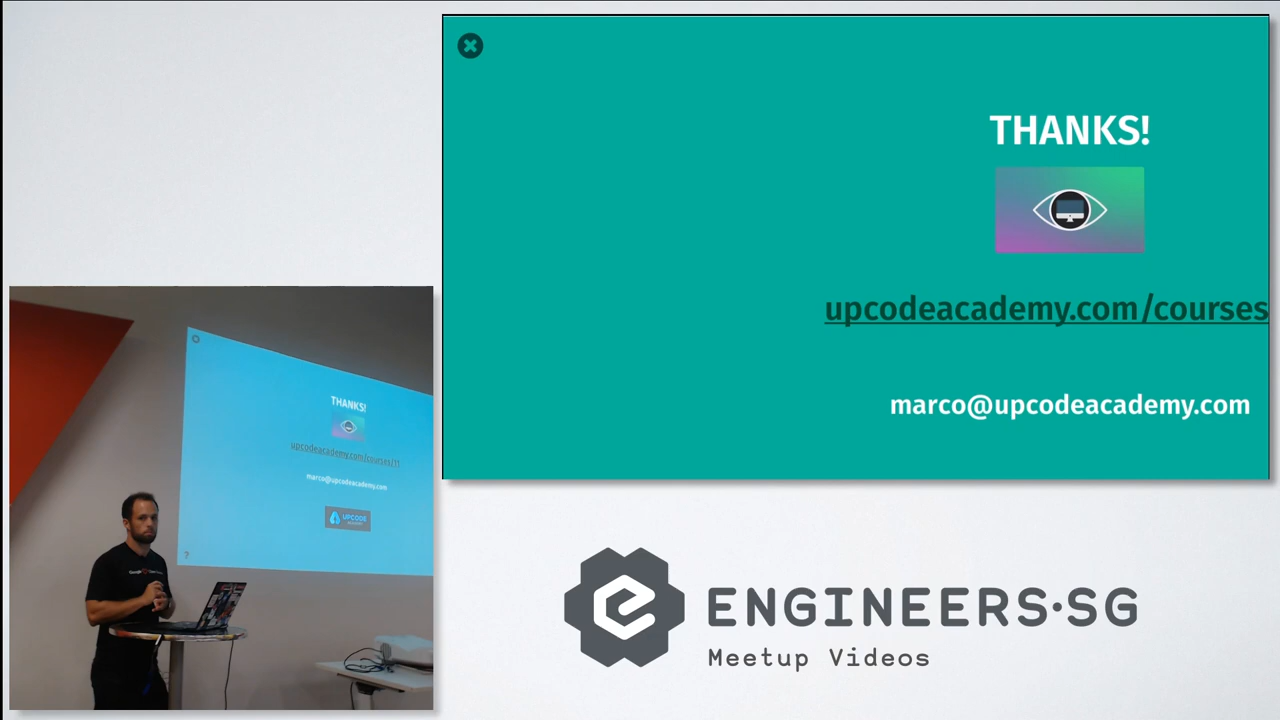 THANKS!
upcodeacademy.com/courses
marco@upcodeacademy.com
THANKS!
upcodeacademy.com/courses/11
marco@upcodeacademy.com
UPCODE
?
ENGINEERS·SG
Meetup Videos